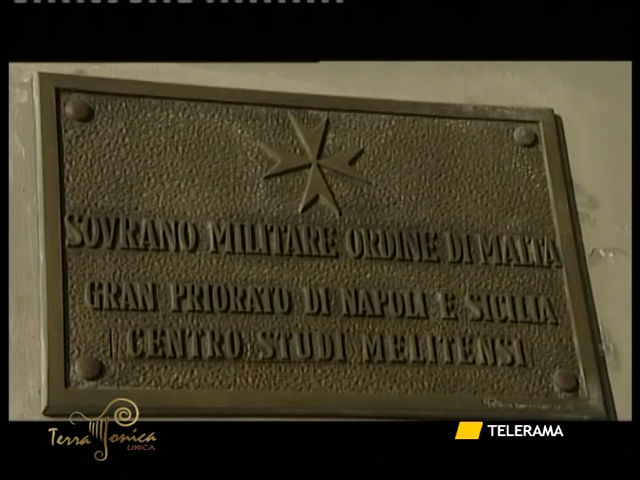 SOVRANO MILITARE ORDINE DI MALTA
GRAN PRIORATO DI NAPOLI E SICILIA
CENTRO STUDI MELITENSI
Terra Jonica
UNICA
TELERAMA